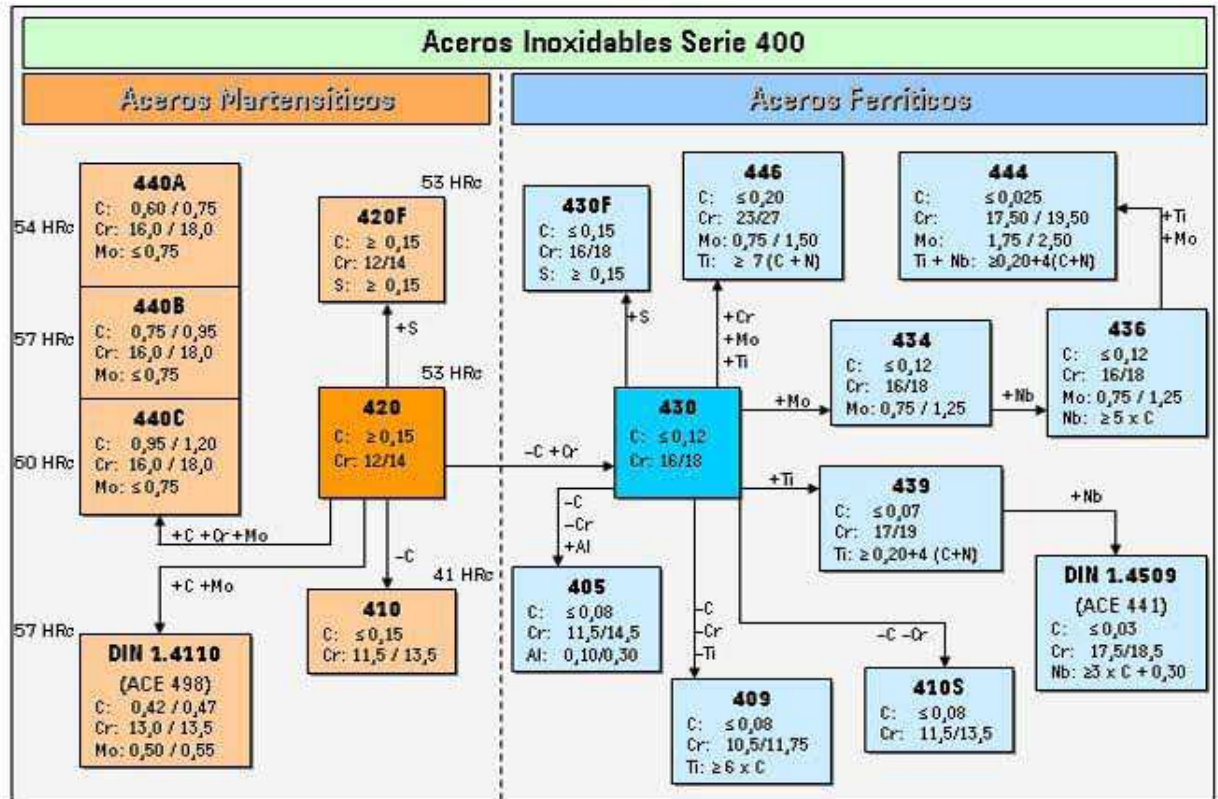 Aceros Inoxidables Serie 400
Aceros Martensíticos
Aceros Ferríticos
54 HRc
440A
C: 0,60 / 0,75
Cr: 16,0 / 18,0
Mo: ≤ 0,75
57 HRc
440B
C: 0,75 / 0,95
Cr: 16,0 / 18,0
Mo: ≤ 0,75
60 HRc
440C
C: 0,95 / 1,20
Cr: 16,0 / 18,0
Mo: ≤ 0,75
53 HRc
420F
C: ≥ 0,15
Cr: 12/14
S: ≥ 0,15
+S
53 HRc
420
C: ≥ 0,15
Cr: 12/14
+C +Cr+Mo
+C +Mo
-C
-C +Cr
57 HRc
DIN 1.4110
(ACE 498)
C: 0,42 / 0,47
Cr: 13,0 / 13,5
Mo: 0,50 / 0,55
41 HRc
410
C: ≤ 0,15
Cr: 11,5 / 13,5
430F
C: ≤ 0,15
Cr: 16/18
S: ≥ 0,15
+S
446
C: ≤ 0,20
Cr: 23/27
Mo: 0,75 / 1,50
Ti: ≥ 7 (C + N)
+Cr
+Mo
+Ti
444
C: ≤ 0,025
Cr: 17,50 / 19,50
Mo: 1,75 / 2,50
Ti + Nb: ≥0,20+4(C+N)
+Ti
+Mo
430
C: ≤ 0,12
Cr: 16/18
+Mo
434
C: ≤ 0,12
Cr: 16/18
Mo: 0,75 / 1,25
+Nb
436
C: ≤ 0,12
Cr: 16/18
Mo: 0,75 / 1,25
Nb: ≥ 5 x C
+Ti
439
C: ≤ 0,07
Cr: 17/19
Ti: ≥ 0,20+4 (C+N)
+Nb
DIN 1.4509
(ACE 441)
C: ≤ 0,03
Cr: 17,5/18,5
Nb: ≥3 x C + 0,30
-C
-Cr
+Al
405
C: ≤ 0,08
Cr: 11,5/14,5
Al: 0,10/0,30
-C
-Cr
-Ti
409
C: ≤ 0,08
Cr: 10,5/11,75
Ti: ≥ 6 x C
-C -Cr
410S
C: ≤ 0,08
Cr: 11,5/13,5